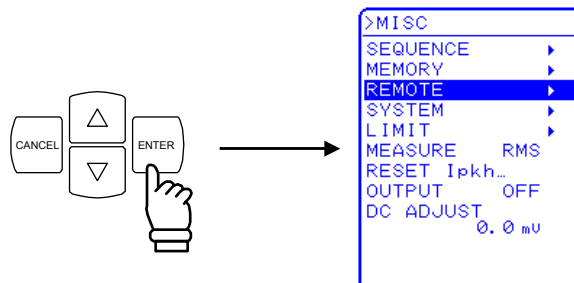 CANCEL
ENTER
>MISC
SEQUENCE
MEMORY
REMOTE
SYSTEM
LIMIT
MEASURE RMS
RESET Ipkh…
OUTPUT OFF
DC ADJUST
0.0 mV